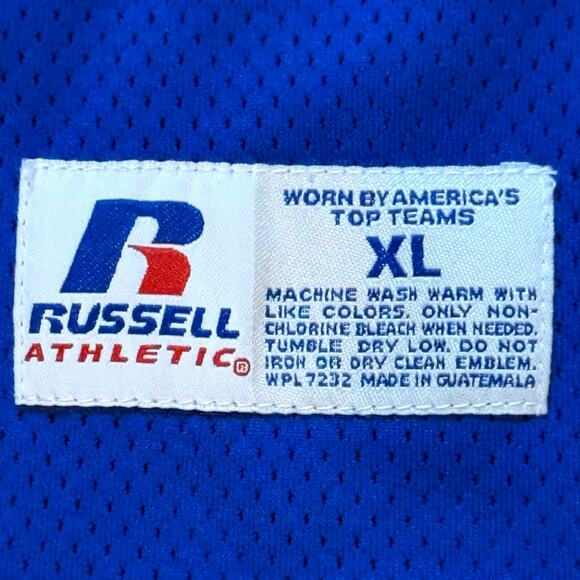 RUSSELL
ATHLETIC®
WORN BY AMERICA'S
TOP TEAMS
XL
MACHINE WASH WARM WITH
LIKE COLORS. ONLY NON-
CHLORINE BLEACH WHEN NEEDED.
TUMBLE DRY LOW. DO NOT
IRON OR DRY CLEAN EMBLEM.
WPL 7232 MADE IN GUATEMALA